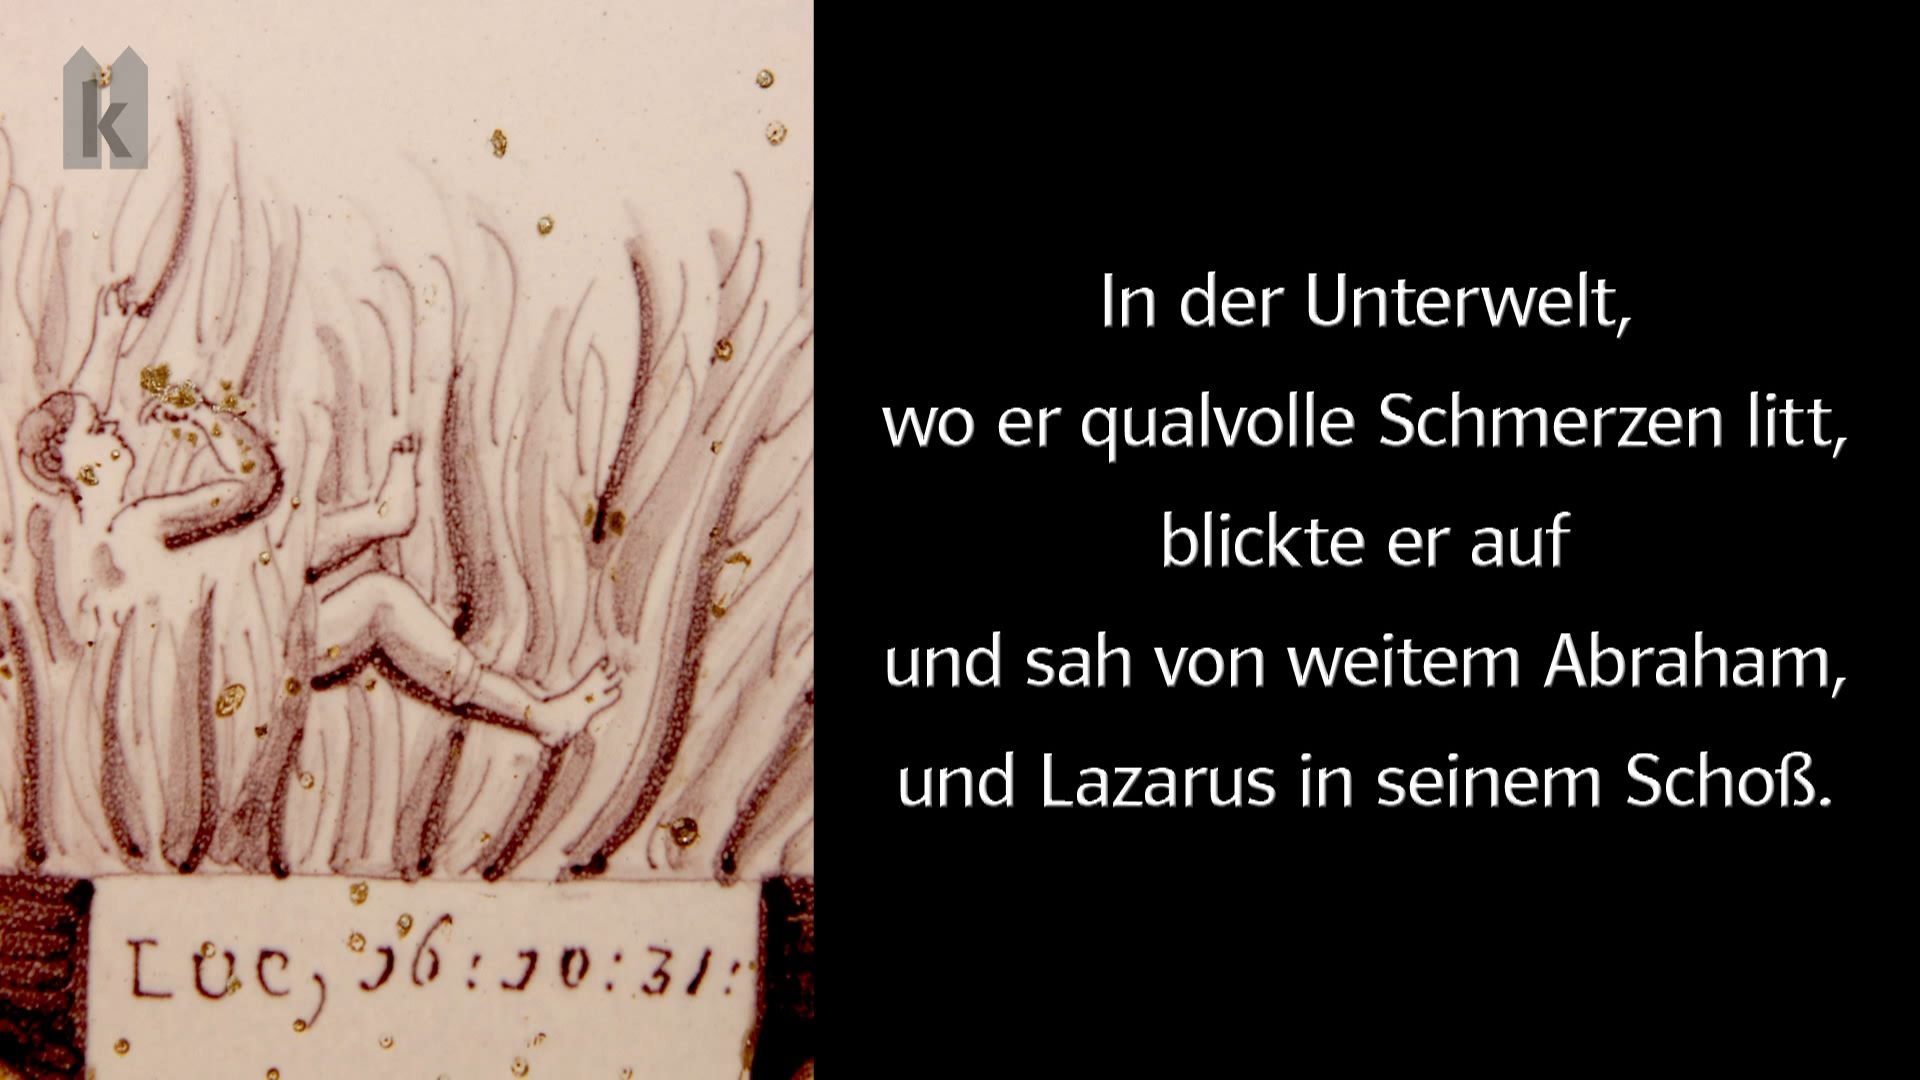 k
In der Unterwelt,
wo er qualvolle Schmerzen litt,
blickte er auf
und sah von weitem Abraham,
und Lazarus in seinem Schoß.
LUC, 16:10:31: